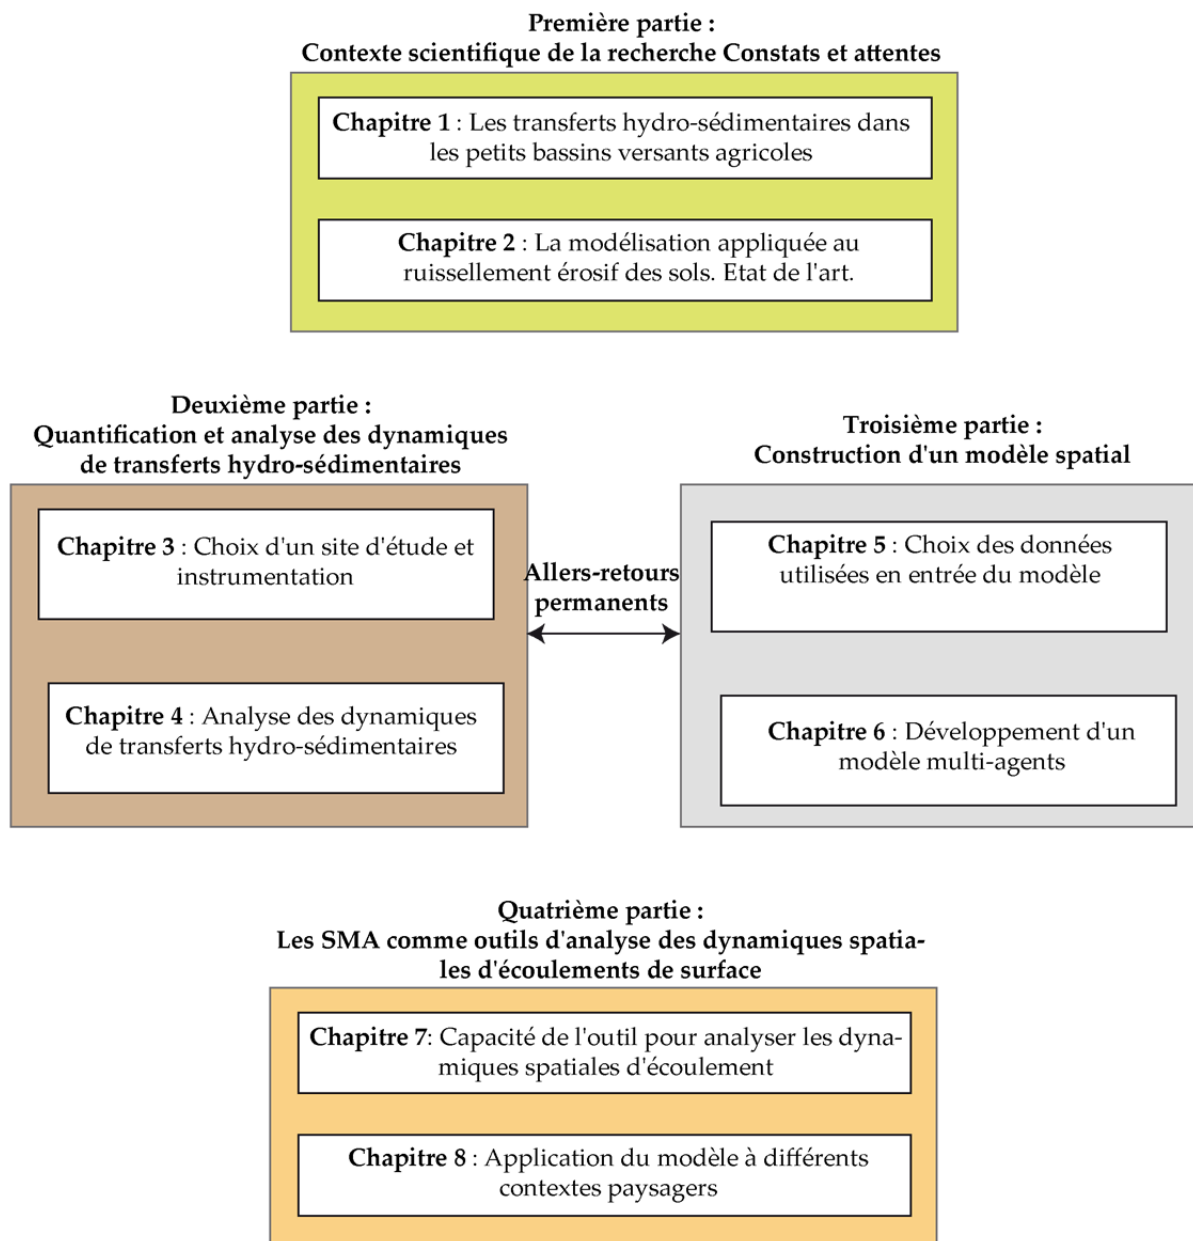 Première partie :
Contexte scientifique de la recherche Constats et attentes
Chapitre 1 : Les transferts hydro-sédimentaires dans
les petits bassins versants agricoles
Chapitre 2 : La modélisation appliquée au
ruissellement érosif des sols. Etat de l'art.
Deuxième partie :
Quantification et analyse des dynamiques
de transferts hydro-sédimentaires
Chapitre 3 : Choix d'un site d'étude et
instrumentation
Chapitre 4 : Analyse des dynamiques
de transferts hydro-sédimentaires
Allers-retours
permanents
Troisième partie :
Construction d'un modèle spatial
Chapitre 5 : Choix des données
utilisées en entrée du modèle
Chapitre 6 : Développement d'un
modèle multi-agents
Quatrième partie :
Les SMA comme outils d'analyse des dynamiques spatia-
les d'écoulements de surface
Chapitre 7: Capacité de l'outil pour analyser les dyna-
miques spatiales d'écoulement
Chapitre 8 : Application du modèle à différents
contextes paysagers